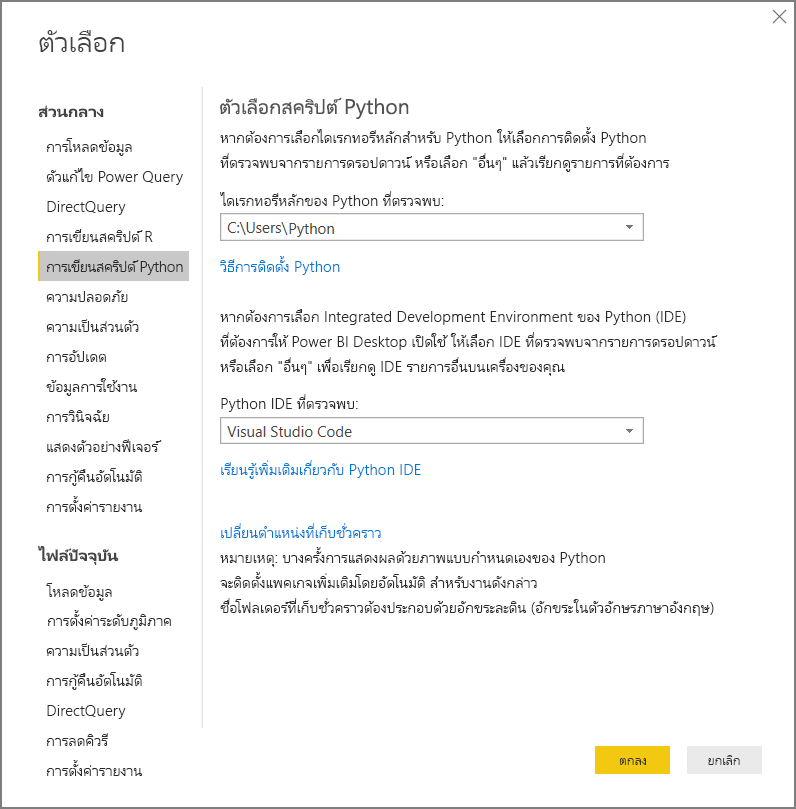 ตัวเลือก
ส่วนกลาง
การโหลดข้อมูล
ตัวแก้ไข Power Query
DirectQuery
การเขียนสคริปต์ R
การเขียนสคริปต์ Python
ความปลอดภัย
ความเป็นส่วนตัว
การอัปเดต
ข้อมูลการใช้งาน
การวินิจฉัย
แสดงตัวอย่างฟีเจอร์
การกู้คืนอัตโนมัติ
การตั้งค่ารายงาน
ไฟล์ปัจจุบัน
โหลดข้อมูล
การตั้งค่าระดับภูมิภาค
ความเป็นส่วนตัว
การกู้คืนอัตโนมัติ
DirectQuery
การลดคิวรี
การตั้งค่ารายงาน
ตัวเลือกสคริปต์ Python
หากต้องการเลือกไดเรกทอรีหลักสำหรับ Python ให้เลือกการติดตั้ง Python
ที่ตรวจพบจากรายการดรอปดาวน์ หรือเลือก "อื่นๆ" แล้วเรียกดูรายการที่ต้องการ
ไดเรกทอรีหลักของ Python ที่ตรวจพบ:
C:\Users\Python
วิธีการติดตั้ง Python
หากต้องการเลือก Integrated Development Environment ของ Python (IDE)
ที่ต้องการให้ Power BI Desktop เปิดใช้ ให้เลือก IDE ที่ตรวจพบจากรายการดรอปดาวน์
หรือเลือก "อื่นๆ" เพื่อเรียกดู IDE รายการอื่นบนเครื่องของคุณ
Python IDE ที่ตรวจพบ:
Visual Studio Code
เรียนรู้เพิ่มเติมเกี่ยวกับ Python IDE
เปลี่ยนตำแหน่งที่เก็บชั่วคราว
หมายเหตุ: บางครั้งการแสดงผลด้วยภาพแบบกำหนดเองของ Python
จะติดตั้งแพคเกจเพิ่มเติมโดยอัตโนมัติ สำหรับงานดังกล่าว
ชื่อโฟลเดอร์ที่เก็บชั่วคราวต้องประกอบด้วยอักขระละติน (อักขระในตัวอักษรภาษาอังกฤษ)
ตกลง
ยกเลิก